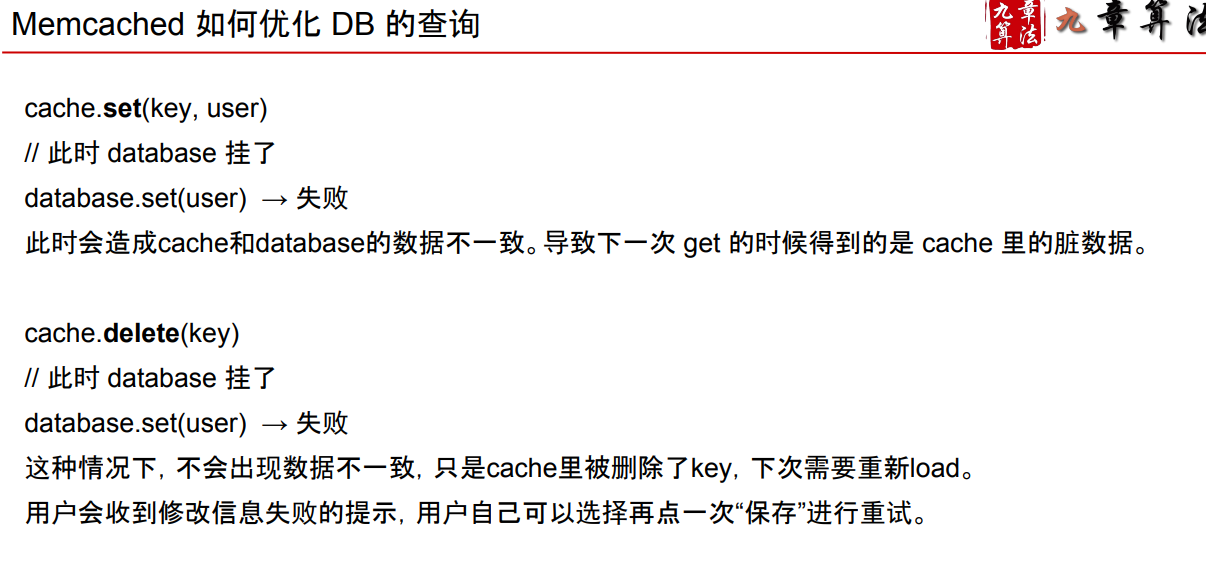 Memcached 如何优化 DB 的查询
九章算法
九章算法
cache.set(key, user)
// 此时 database 挂了
database.set(user) → 失败
此时会造成cache和database的数据不一致。导致下一次 get 的时候得到的是 cache 里的脏数据。
cache.delete(key)
// 此时 database 挂了
database.set(user) → 失败
这种情况下，不会出现数据不一致，只是cache里被删除了key，下次需要重新load。
用户会收到修改信息失败的提示，用户自己可以选择再点一次“保存”进行重试。